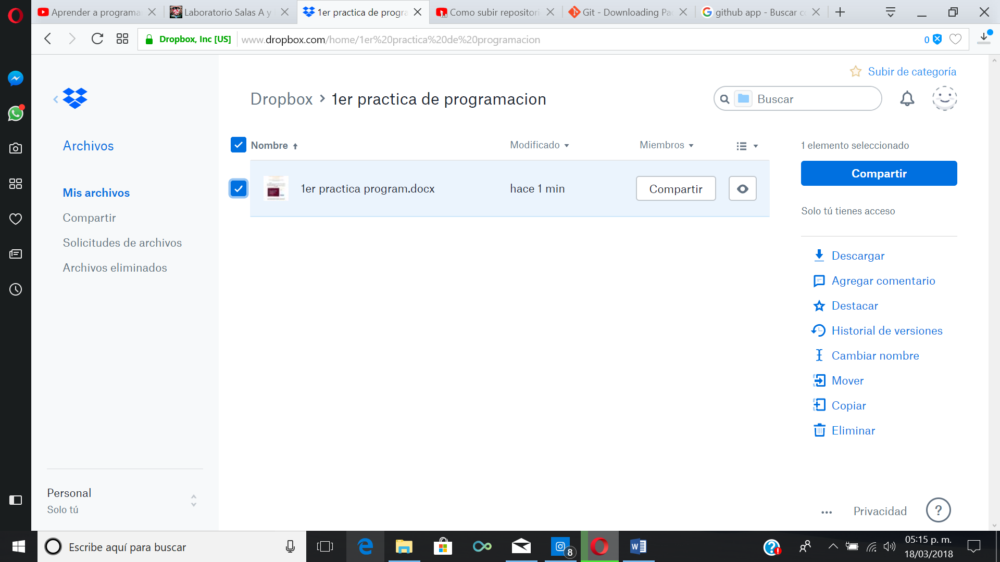 Aprender a programa
Laboratorio Salas A y
1er practica de progra
Como subir repositori
Git - Downloading Pa
github app - Buscar c
Dropbox, Inc [US]
www.dropbox.com/home/1er%20practica%20de%20programacion
0
Subir de categoría
Dropbox › 1er practica de programacion
Buscar
Archivos
Mis archivos
Compartir
Solicitudes de archivos
Archivos eliminados
Nombre
Modificado
Miembros
1er practica program.docx
hace 1 min
Compartir
1 elemento seleccionado
Compartir
Solo tú tienes acceso
Descargar
Agregar comentario
Destacar
Historial de versiones
Cambiar nombre
Mover
Copiar
Eliminar
Personal
Solo tú
... Privacidad ?
Escribe aquí para buscar
8
05:15 p. m.
18/03/2018